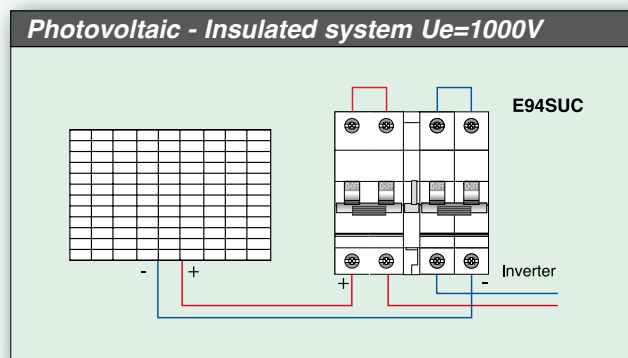 Photovoltaic - Insulated system Ue=1000V
E94SUC
- +
+ -
Inverter